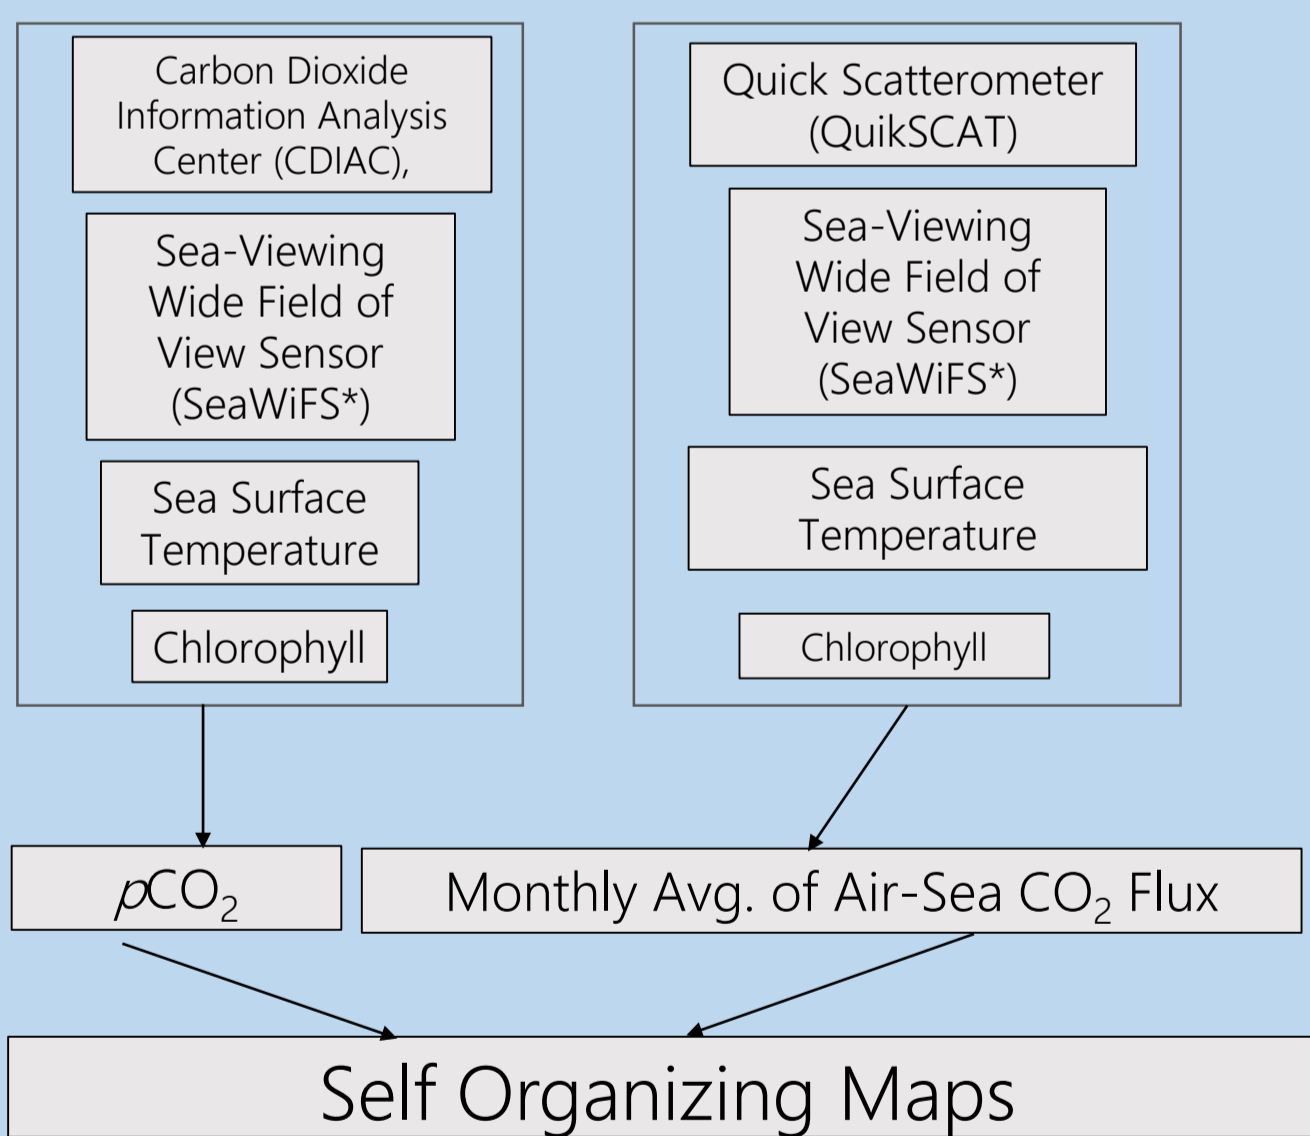 Carbon Dioxide
Information Analysis
Center (CDIAC),
Sea-Viewing
Wide Field of
View Sensor
(SeaWiFS*)
Sea Surface
Temperature
Chlorophyll
Quick Scatterometer
(QuikSCAT)
Sea-Viewing
Wide Field of
View Sensor
(SeaWiFS*)
Sea Surface
Temperature
Chlorophyll
pCO₂
Monthly Avg. of Air-Sea CO₂ Flux
Self Organizing Maps